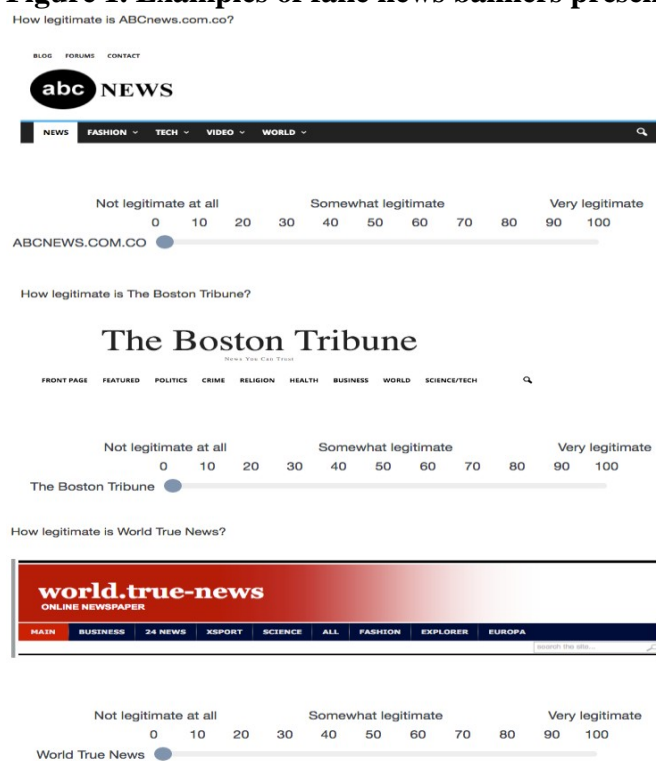 Figure 1. Examples of fake news banners presen
How legitimate is ABCnews.com.co?
BLOG FORUMS CONTACT
abc NEWS
NEWS FASHION TECH VIDEO WORLD
Not legitimate at all Somewhat legitimate Very legitimate
0 10 20 30 40 50 60 70 80 90 100
ABCNEWS.COM.CO
How legitimate is The Boston Tribune?
The Boston Tribune
News You Can Trust
FRONT PAGE FEATURED POLITICS CRIME RELIGION HEALTH BUSINESS WORLD SCIENCE/TECH
Not legitimate at all Somewhat legitimate Very legitimate
0 10 20 30 40 50 60 70 80 90 100
The Boston Tribune
How legitimate is World True News?
world.true-news
ONLINE NEWSPAPER
MAIN BUSINESS 24 NEWS XSPORT SCIENCE ALL FASHION EXPLORER EUROPA
search the site...
Not legitimate at all Somewhat legitimate Very legitimate
0 10 20 30 40 50 60 70 80 90 100
World True News